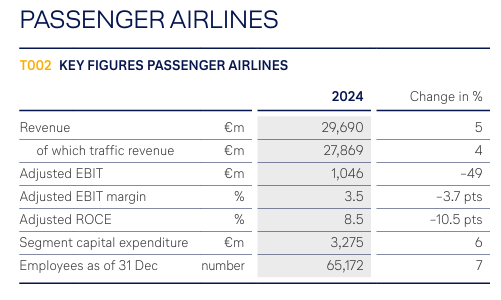 PASSENGER AIRLINES
T002 KEY FIGURES PASSENGER AIRLINES
2024 Change in %
Revenue €m 29,690 5
of which traffic revenue €m 27,869 4
Adjusted EBIT €m 1,046 –49
Adjusted EBIT margin % 3.5 –3.7 pts
Adjusted ROCE % 8.5 –10.5 pts
Segment capital expenditure €m 3,275 6
Employees as of 31 Dec number 65,172 7